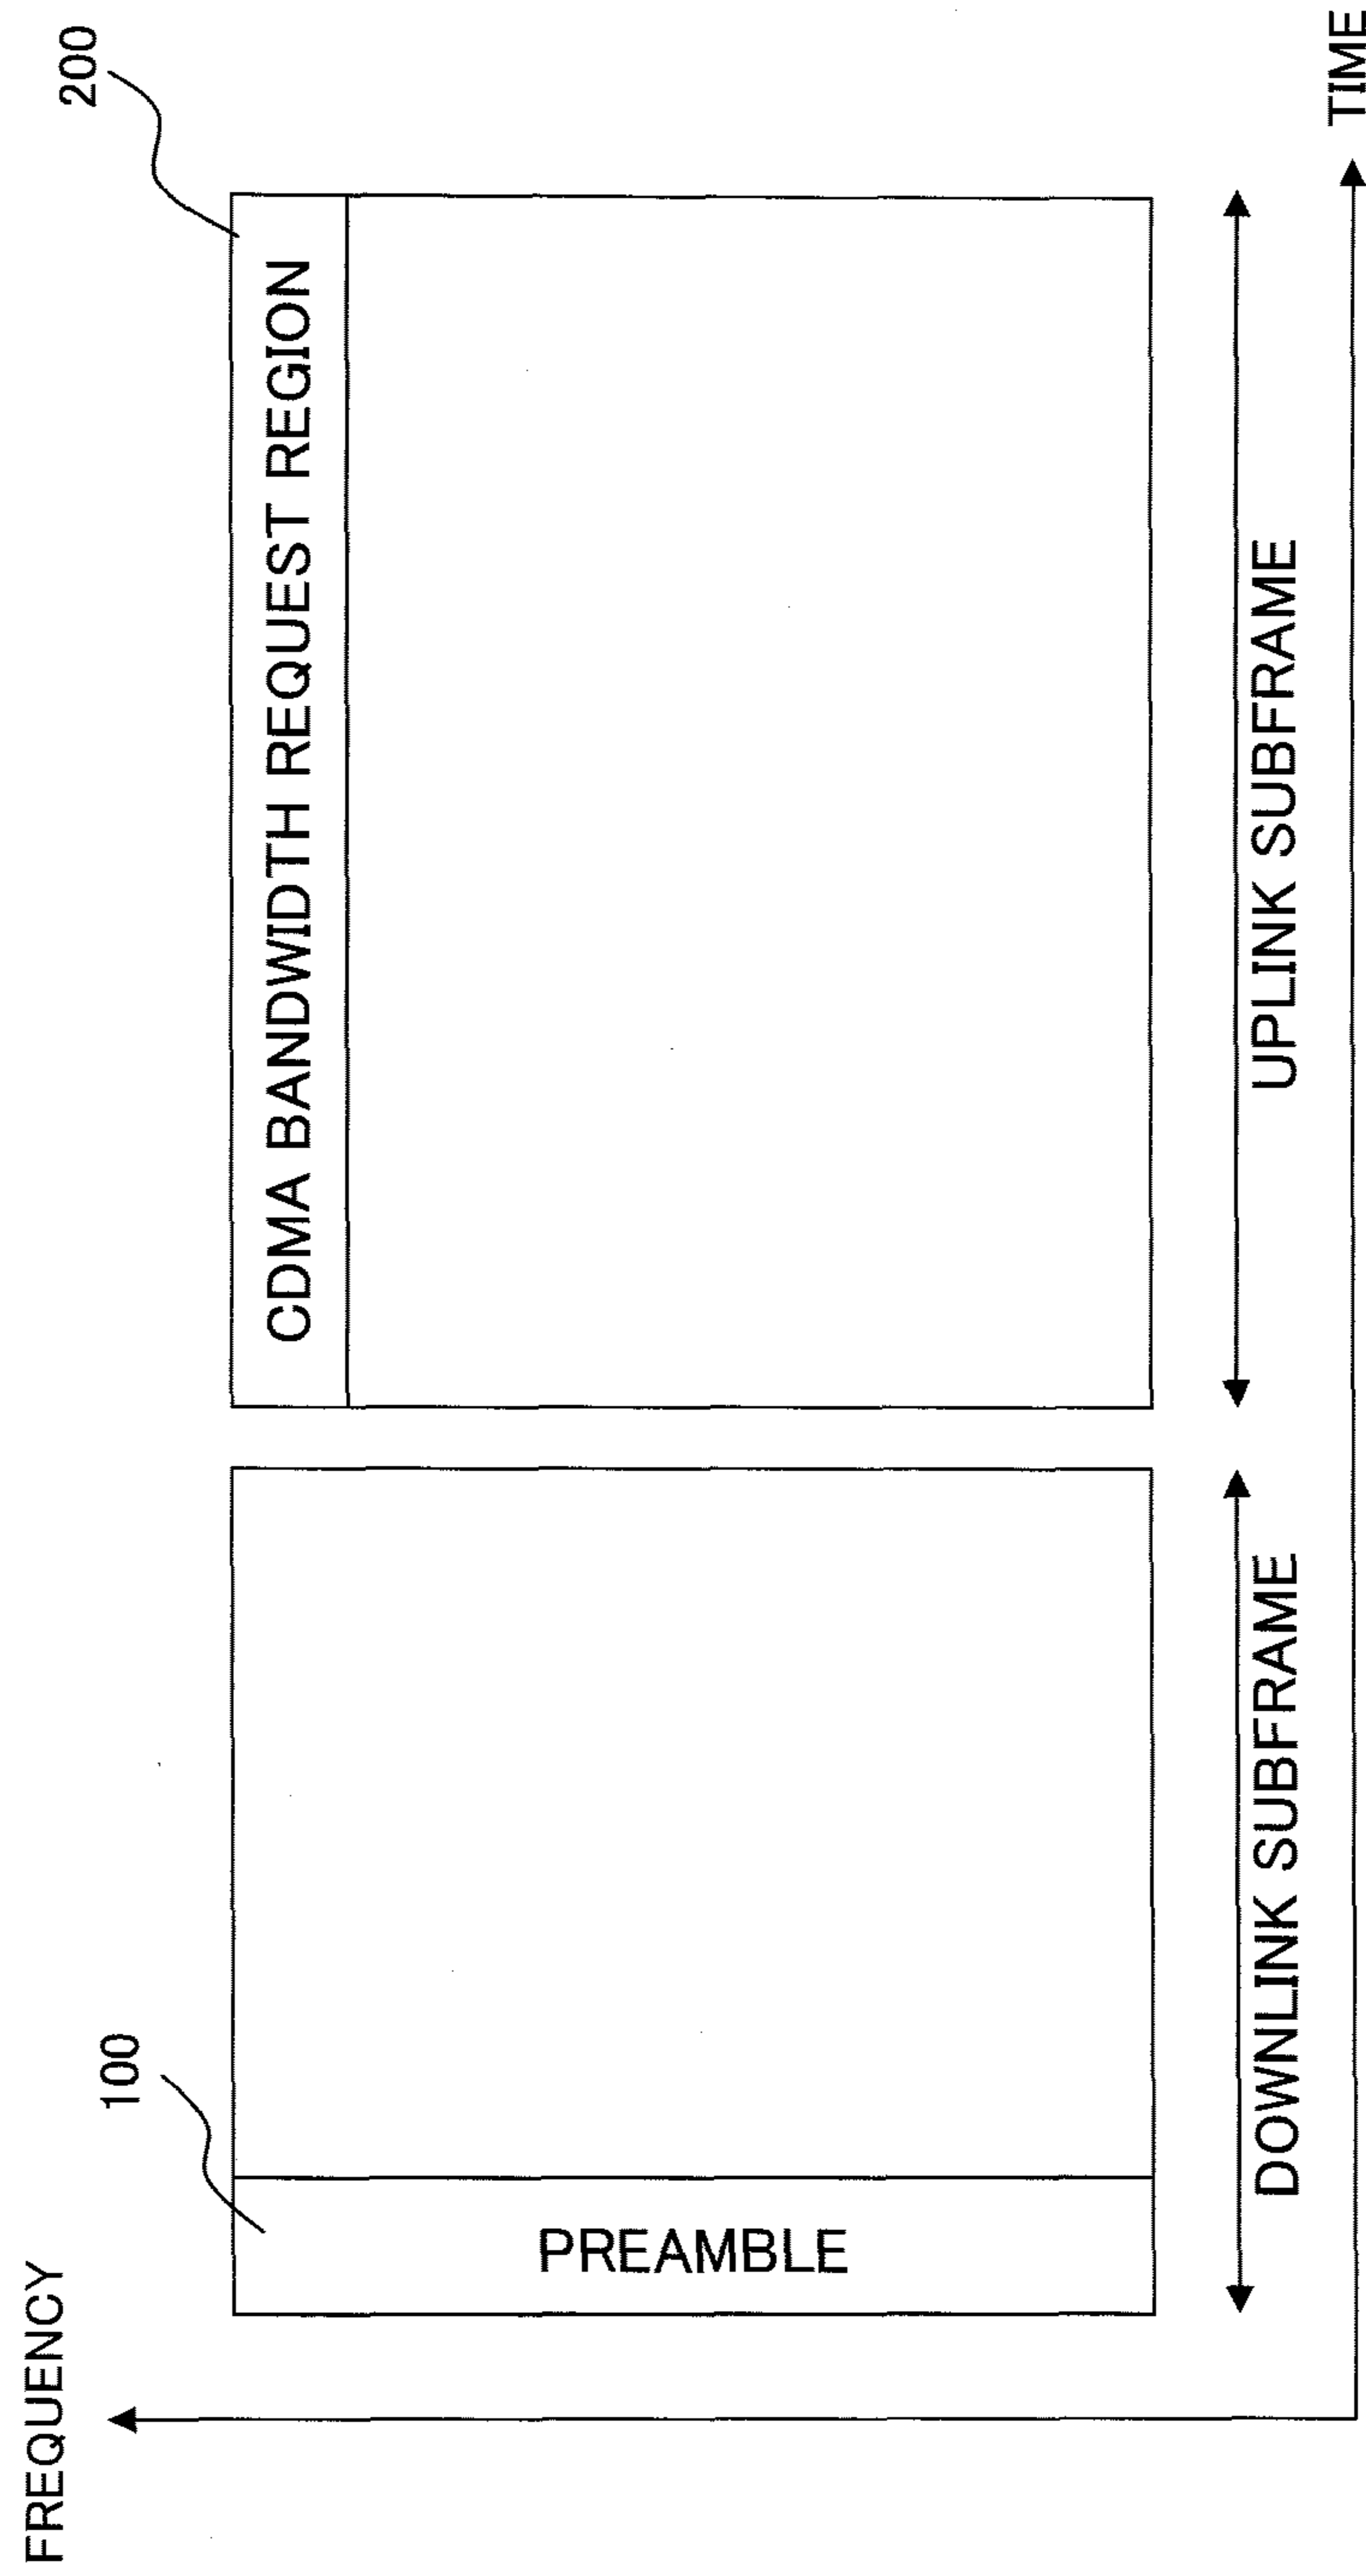 FREQUENCY
100
200
PREAMBLE
CDMA BANDWIDTH REQUEST REGION
DOWNLINK SUBFRAME
UPLINK SUBFRAME
TIME